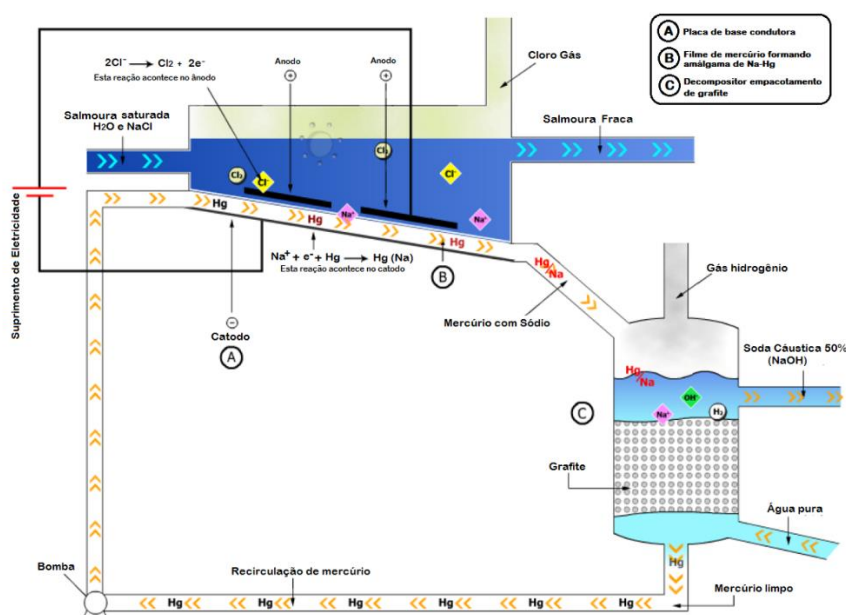 2Cl⁻ → Cl₂ + 2e⁻
Esta reação acontece no ânodo
Anodo
+
Anodo
+
Cloro Gás
A Placa de base condutora
B Filme de mercúrio formando
amálgama de Na-Hg
C Decompositor empacotamento
de grafite
Salmoura saturada
H₂O e NaCl
Salmoura Fraca
Cl₂
Cl₂
Cl⁻
Cl⁻
Na⁺
Na⁺
Hg
Hg
Hg
Hg
Na⁺ + e⁻ + Hg → Hg (Na)
Esta reação acontece no catodo
B
Suprimento de Eletricidade
−
Catodo
A
Hg
Na
Mercúrio com Sódio
Gás hidrogênio
Soda Cáustica 50%
(NaOH)
Hg
Na
OH⁻
Na⁺
H₂
C
Grafite
Água pura
Hg
Bomba
Recirculação de mercúrio
Mercúrio limpo
Hg Hg Hg Hg Hg Hg